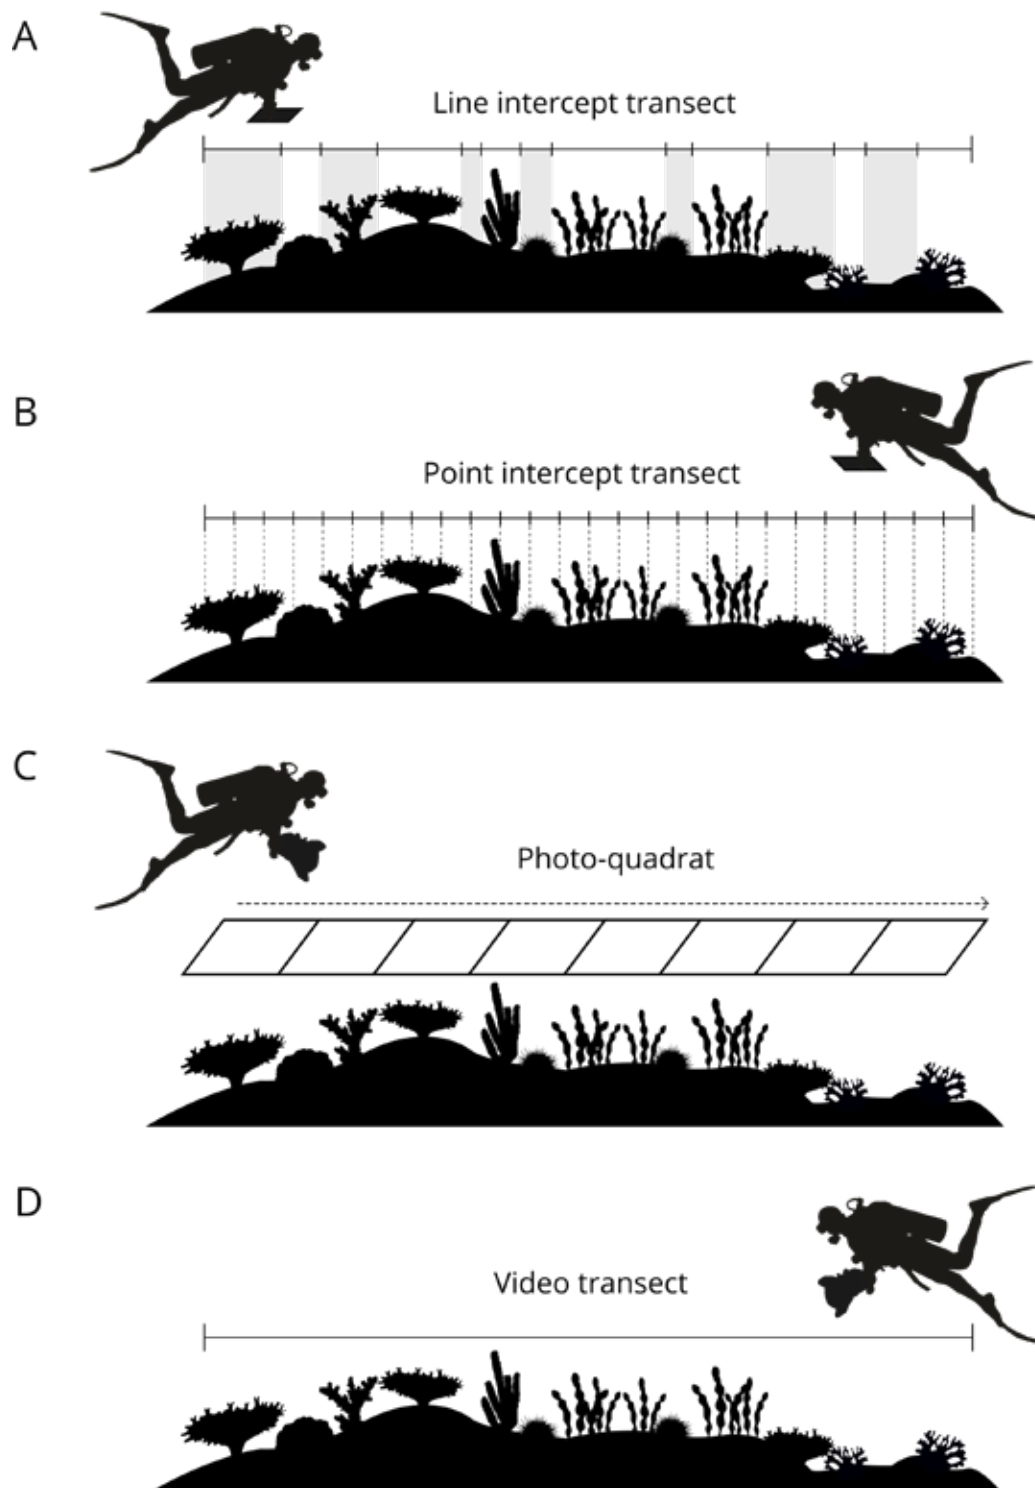 A
Line intercept transect
B
Point intercept transect
C
Photo-quadrat
D
Video transect